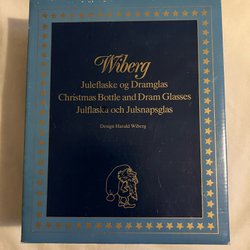 Wiberg
Juleflaske og Dramglas
Christmas Bottle and Dram Glasses
Julflaska och Julsnapsglas
Design Harald Wiberg